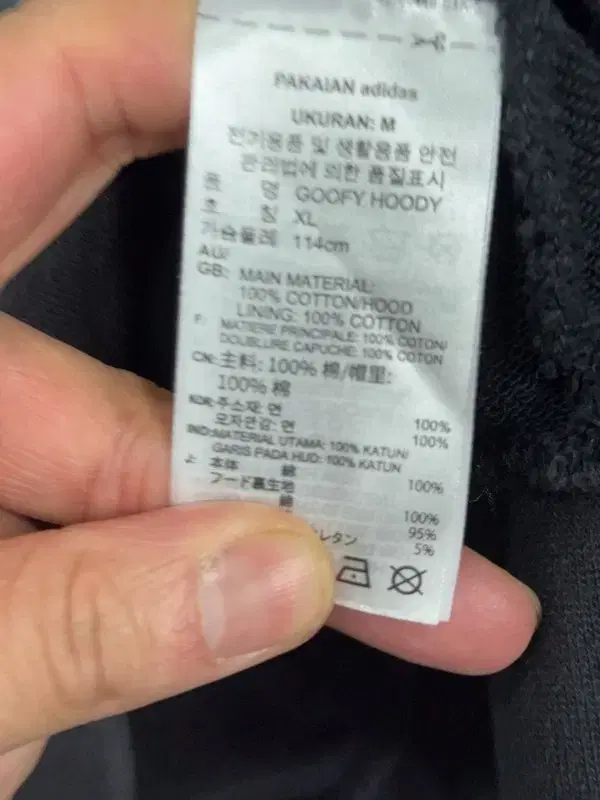 PAKAIAN adidas
UKURAN: M
전기용품 및 생활용품 안전
관리법에 의한 품질표시
품 명 GOOFY HOODY
호 칭 XL
가슴둘레 114cm
AU/
GB: MAIN MATERIAL:
100% COTTON/HOOD
LINING: 100% COTTON
F: MATIERE PRINCIPALE: 100% COTON/
DOUBLURE CAPUCHE: 100% COTON
CN: 主料: 100% 棉/帽里:
100% 棉
KOR: 주소재: 면 100%
모자안감: 면 100%
IND: MATERIAL UTAMA: 100% KATUN/
GARIS PADA HUD: 100% KATUN
J: 本体 綿 100%
フード裏生地
綿 100%
95%
レタン 5%